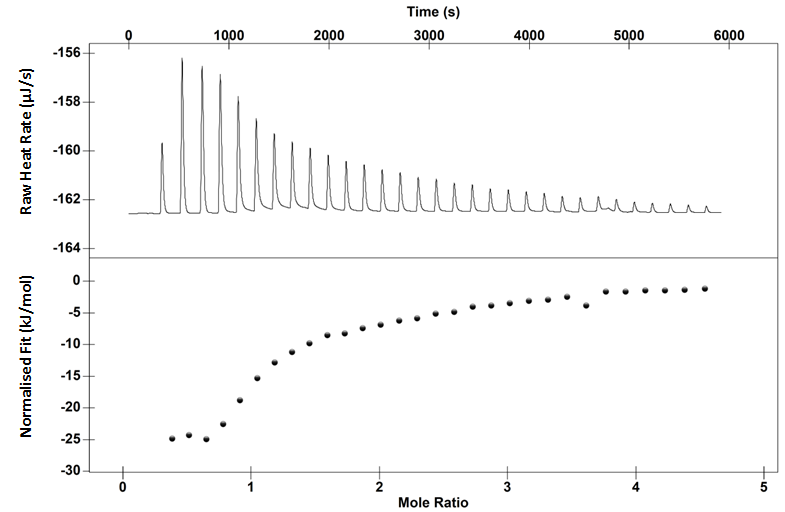 Time (s)
0 1000 2000 3000 4000 5000 6000
Raw Heat Rate (µJ/s)
-156
-158
-160
-162
-164
Normalised Fit (kJ/mol)
0
-5
-10
-15
-20
-25
-30
0 1 2 3 4 5
Mole Ratio